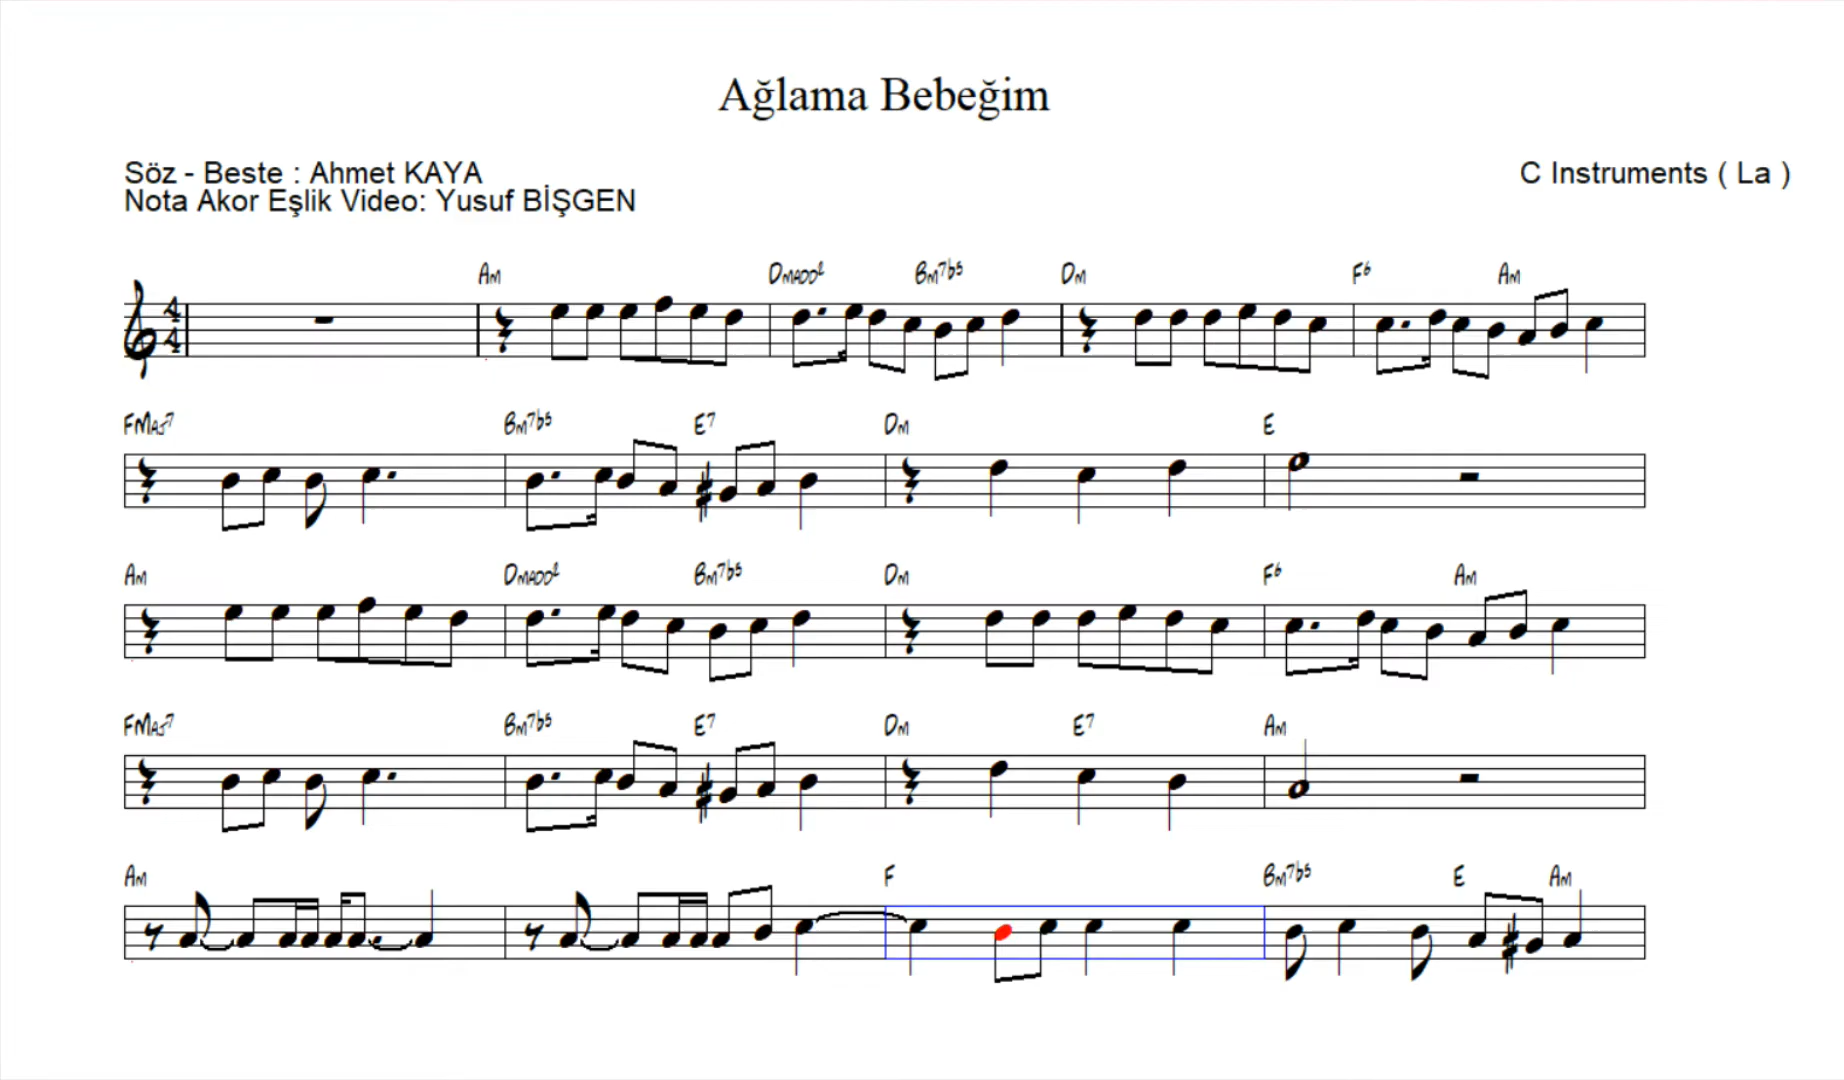 Ağlama Bebeğim
Söz - Beste : Ahmet KAYA
C Instruments ( La )
Nota Akor Eşlik Video: Yusuf BİŞGEN
Am Dmadd2 Bm7b5 Dm F6 Am
4
4
FMaj7 Bm7b5 E7 Dm E
Am Dmadd2 Bm7b5 Dm F6 Am
FMaj7 Bm7b5 E7 Dm E7 Am
Am F Bm7b5 E Am